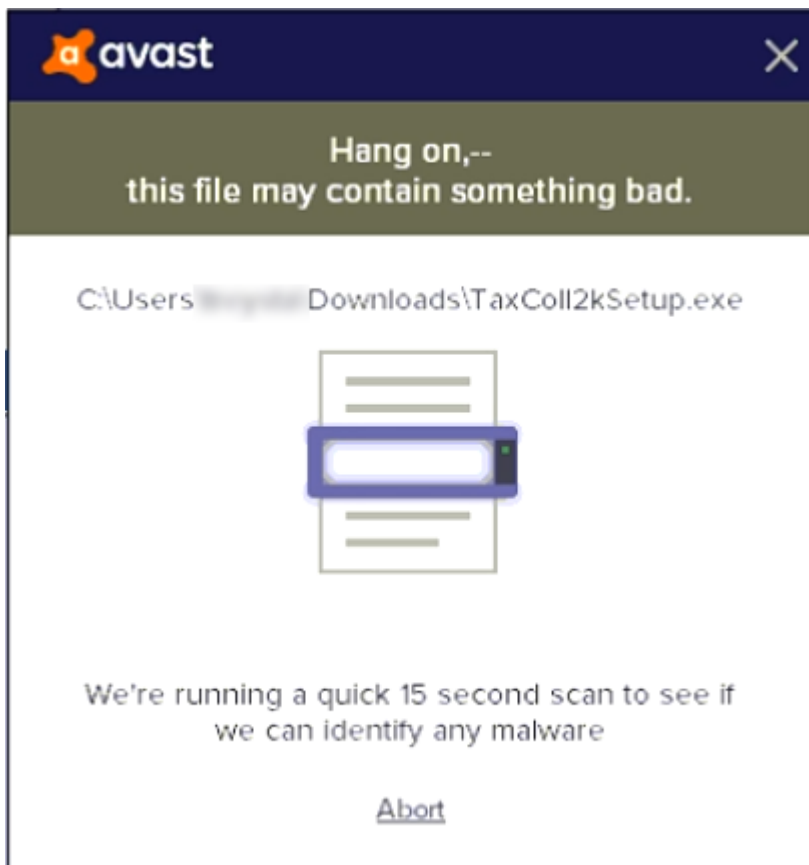 avast
Hang on,--
this file may contain something bad.
C:\Users Downloads\TaxColl2kSetup.exe
We're running a quick 15 second scan to see if
we can identify any malware
Abort